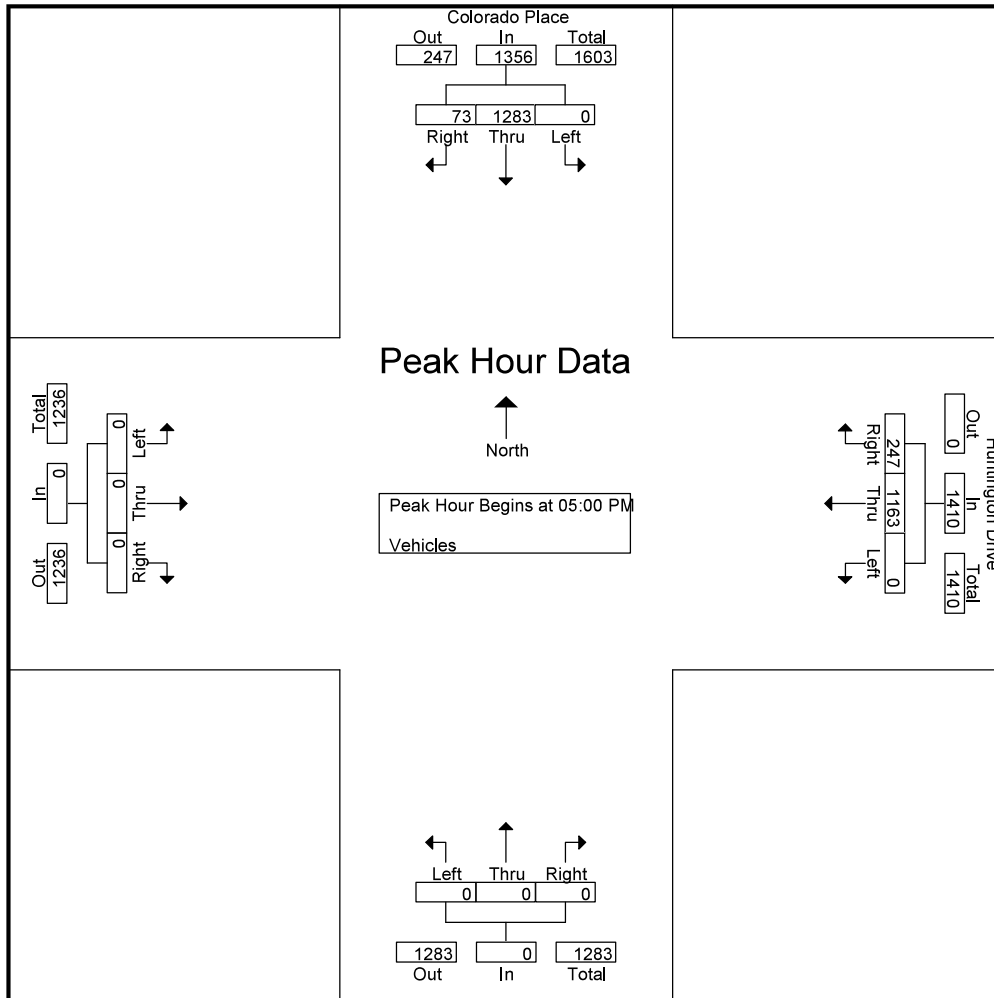 Colorado Place
Out In Total
247 1356 1603
73 1283 0
Right Thru Left
Peak Hour Data
North
Peak Hour Begins at 05:00 PM
Vehicles
Total In Out
1236 0 1236
0 0 0
Left Thru Right
Huntington Drive
Out In Total
0 1410 1410
247 1163 0
Right Thru Left
Left Thru Right
0 0 0
1283 0 1283
Out In Total